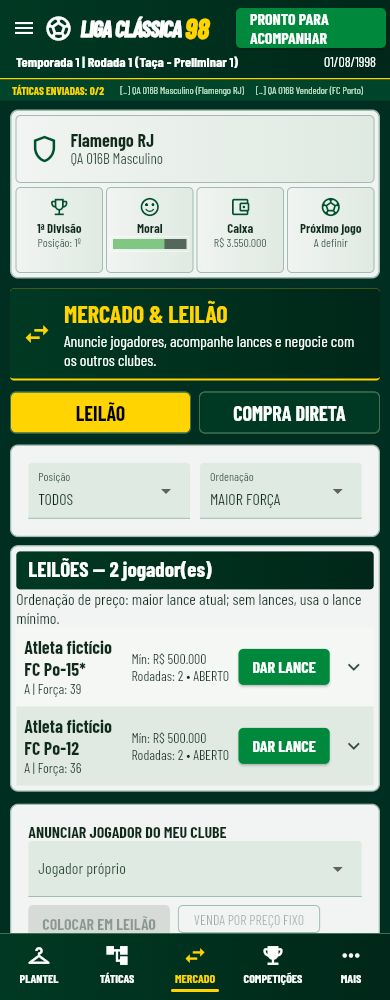 LIGA CLÁSSICA 98
PRONTO PARA
ACOMPANHAR
Temporada 1 | Rodada 1 (Taça - Preliminar 1)
01/08/1998
TÁTICAS ENVIADAS: 0/2
[...] QA 016B Masculino (Flamengo RJ)
[...] QA 016B Vendedor (FC Porto)
Flamengo RJ
QA 016B Masculino
1ª Divisão
Posição: 1º
Moral
Caixa
R$ 3.550.000
Próximo jogo
A definir
MERCADO & LEILÃO
Anuncie jogadores, acompanhe lances e negocie com
os outros clubes.
LEILÃO
COMPRA DIRETA
Posição
TODOS
Ordenação
MAIOR FORÇA
LEILÕES — 2 jogador(es)
Ordenação de preço: maior lance atual; sem lances, usa o lance
mínimo.
Atleta fictício
FC Po-15*
A | Força: 39
Mín: R$ 500.000
Rodadas: 2 • ABERTO
DAR LANCE
Atleta fictício
FC Po-12
A | Força: 36
Mín: R$ 500.000
Rodadas: 2 • ABERTO
DAR LANCE
ANUNCIAR JOGADOR DO MEU CLUBE
Jogador próprio
COLOCAR EM LEILÃO
VENDA POR PREÇO FIXO
PLANTEL
TÁTICAS
MERCADO
COMPETIÇÕES
MAIS